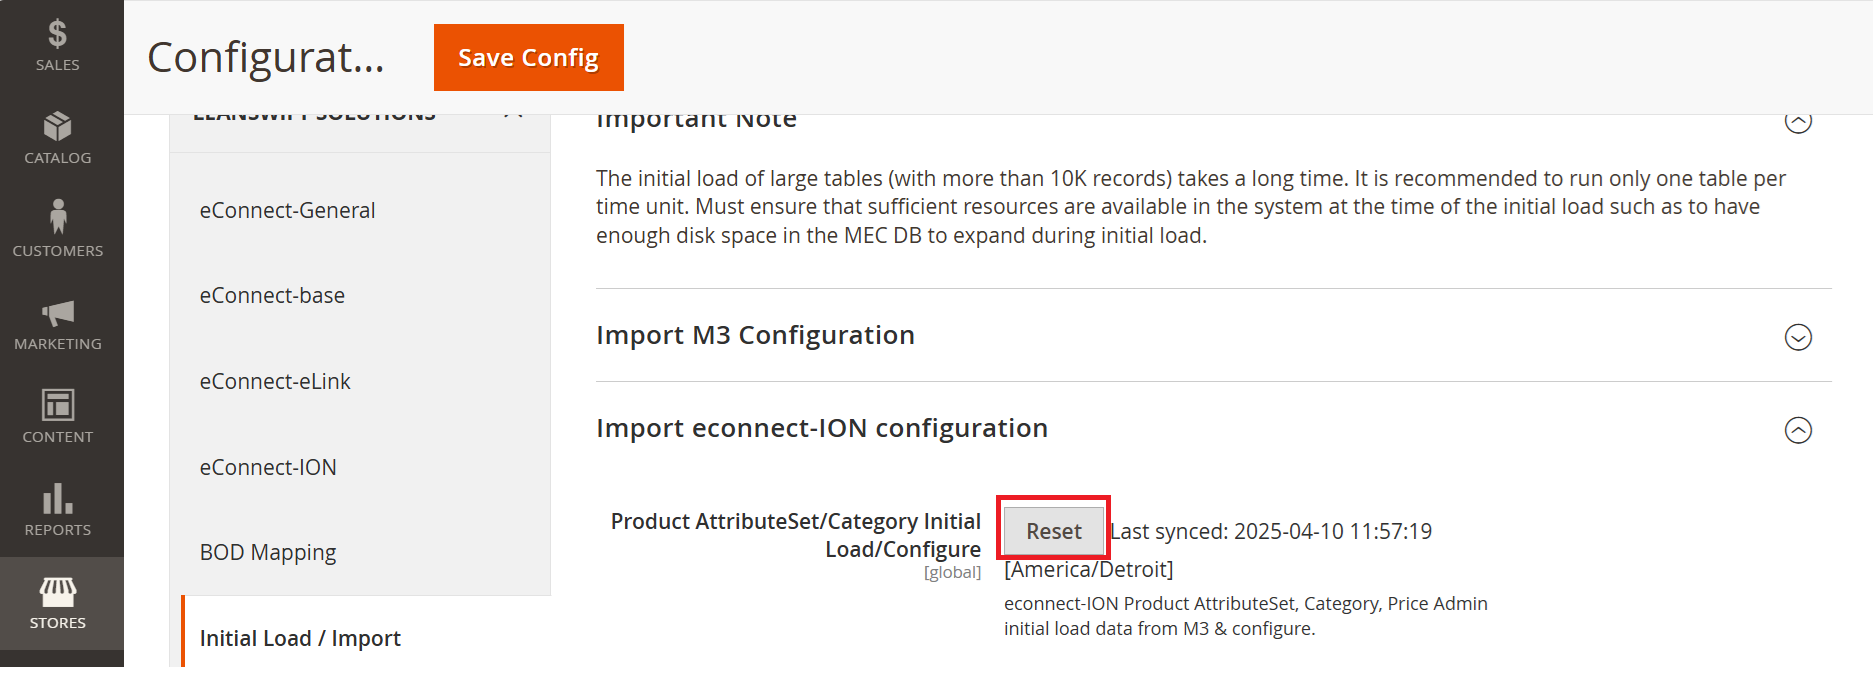 SALES
CATALOG
CUSTOMERS
MARKETING
CONTENT
REPORTS
STORES
Configurat...
Save Config
LEANSWIFT SOLUTIONS
eConnect-General
eConnect-base
eConnect-eLink
eConnect-ION
BOD Mapping
Initial Load / Import
Important Note
The initial load of large tables (with more than 10K records) takes a long time. It is recommended to run only one table per
time unit. Must ensure that sufficient resources are available in the system at the time of the initial load such as to have
enough disk space in the MEC DB to expand during initial load.
Import M3 Configuration
Import econnect-ION configuration
Product AttributeSet/Category Initial
Load/Configure
[global]
Reset Last synced: 2025-04-10 11:57:19
[America/Detroit]
econnect-ION Product AttributeSet, Category, Price Admin
initial load data from M3 & configure.